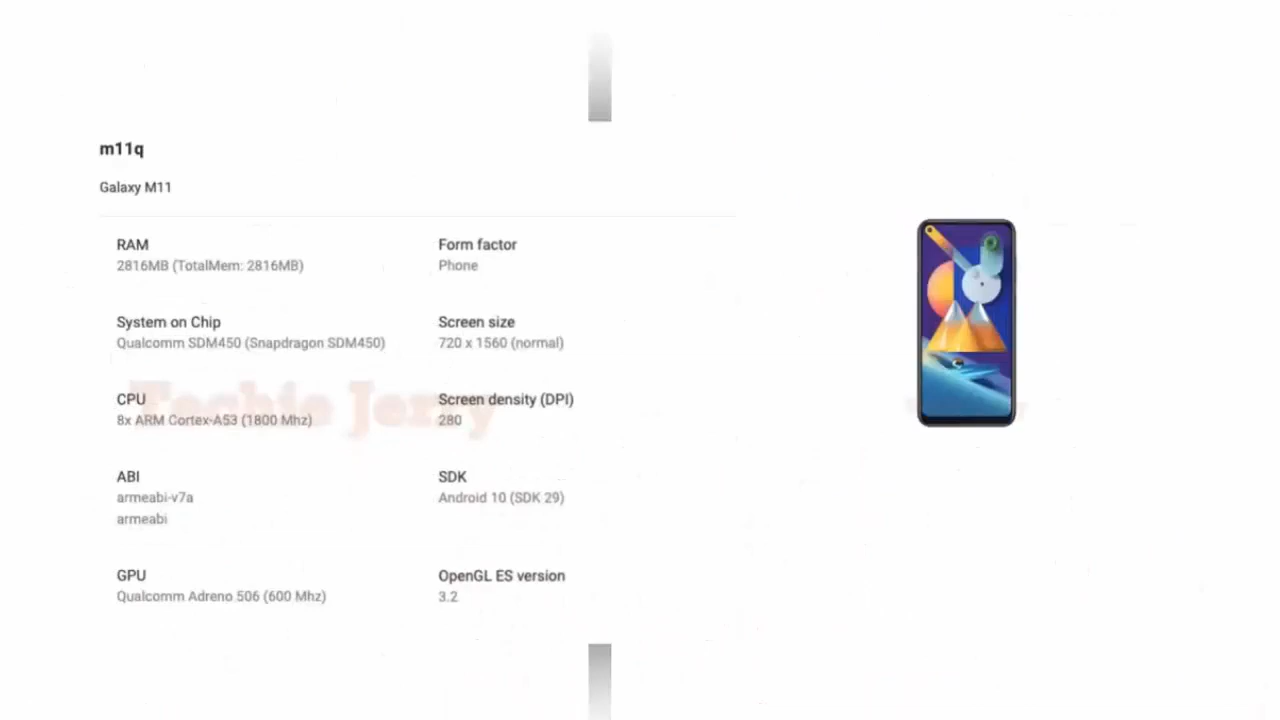 m11q
Galaxy M11
RAM
2816MB (TotalMem: 2816MB)
Form factor
Phone
System on Chip
Qualcomm SDM450 (Snapdragon SDM450)
Screen size
720 x 1560 (normal)
CPU
8x ARM Cortex-A53 (1800 Mhz)
Screen density (DPI)
280
Techie Jerry
ABI
armeabi-v7a
armeabi
SDK
Android 10 (SDK 29)
GPU
Qualcomm Adreno 506 (600 Mhz)
OpenGL ES version
3.2